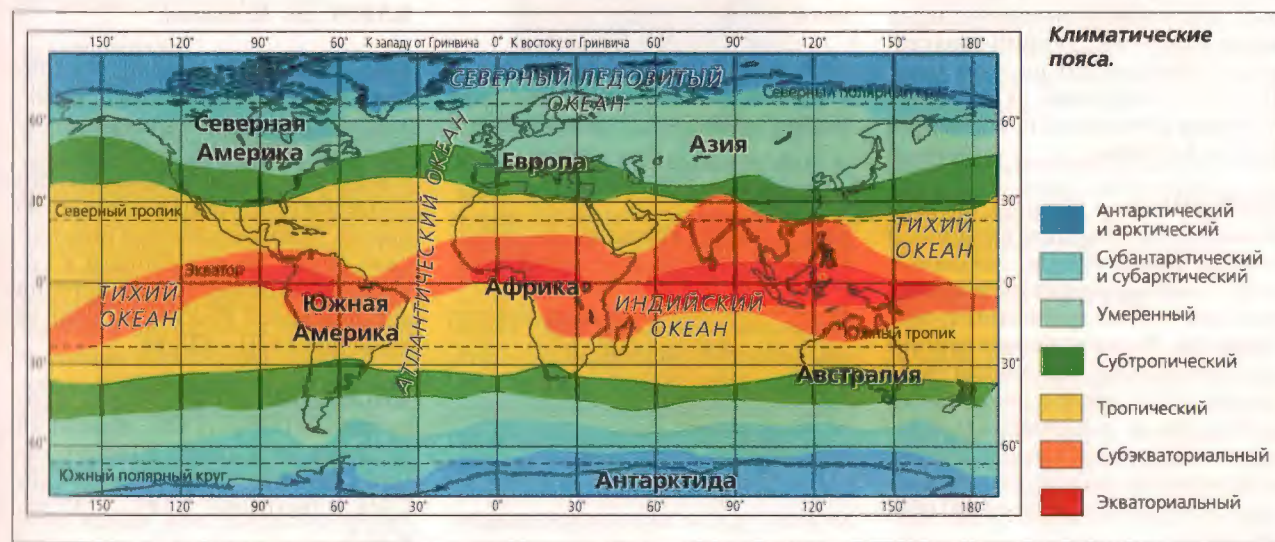 150° 120° 90° 60° К западу от Гринвича 0° К востоку от Гринвича 60° 90° 120° 150° 180°
Климатические
пояса.
СЕВЕРНЫЙ ЛЕДОВИТЫЙ
ОКЕАН
Северный полярный круг
60°
60°
Северная
Америка
АТЛАНТИЧЕСКИЙ ОКЕАН
Европа
Азия
30°
30°
Северный тропик
ТИХИЙ
ОКЕАН
Экватор
0°
0°
ТИХИЙ
ОКЕАН
Южная
Америка
Африка
ИНДИЙСКИЙ
ОКЕАН
Южный тропик
30°
30°
Австралия
60°
60°
Южный полярный круг
Антарктида
150° 120° 90° 60° 30° 0° 30° 60° 90° 120° 150° 180°
Антарктический
и арктический
Субантарктический
и субарктический
Умеренный
Субтропический
Тропический
Субэкваториальный
Экваториальный